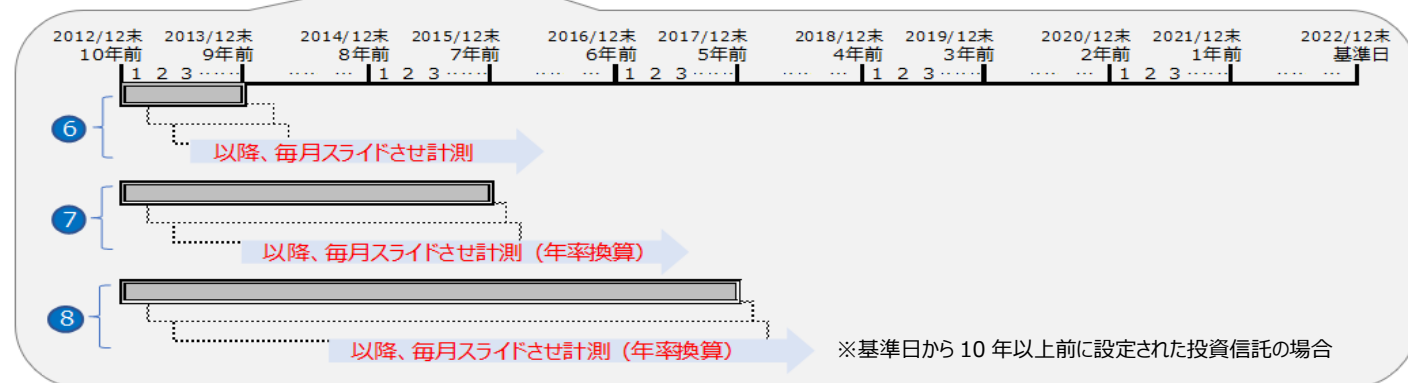 2012/12末 2013/12末 2014/12末 2015/12末 2016/12末 2017/12末 2018/12末 2019/12末 2020/12末 2021/12末 2022/12末
10年前 9年前 8年前 7年前 6年前 5年前 4年前 3年前 2年前 1年前 基準日
1 2 3 ‥‥‥ ‥‥ … 1 2 3 ‥‥‥ ‥‥ … 1 2 3 ‥‥‥ ‥‥ … 1 2 3 ‥‥‥ ‥‥ … 1 2 3 ‥‥‥ ‥‥ …
6
以降、毎月スライドさせ計測
7
以降、毎月スライドさせ計測（年率換算）
8
以降、毎月スライドさせ計測（年率換算）
※基準日から 10 年以上前に設定された投資信託の場合